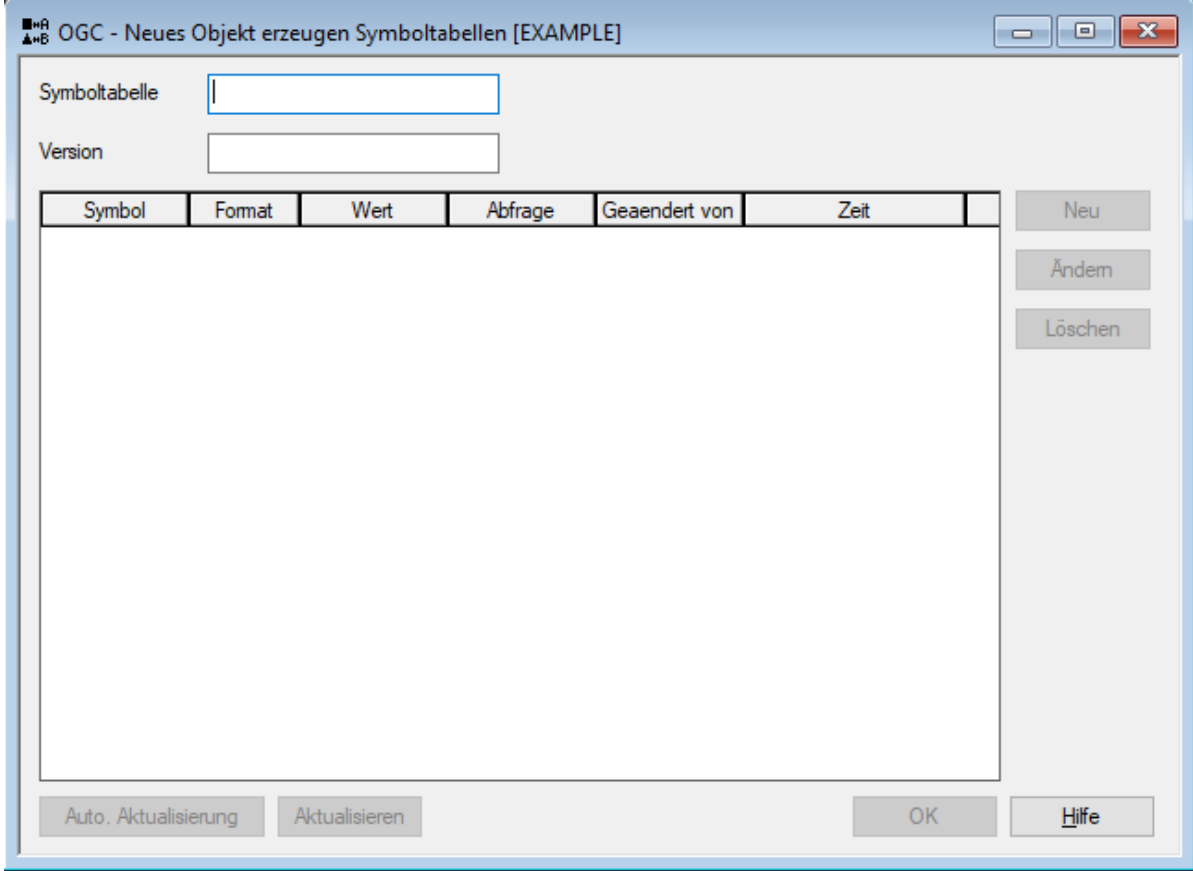 OGC - Neues Objekt erzeugen Symboltabellen [EXAMPLE]
Symboltabelle
Version
Symbol Format Wert Abfrage Geaendert von Zeit
Neu
Ändern
Löschen
Auto. Aktualisierung Aktualisieren OK Hilfe